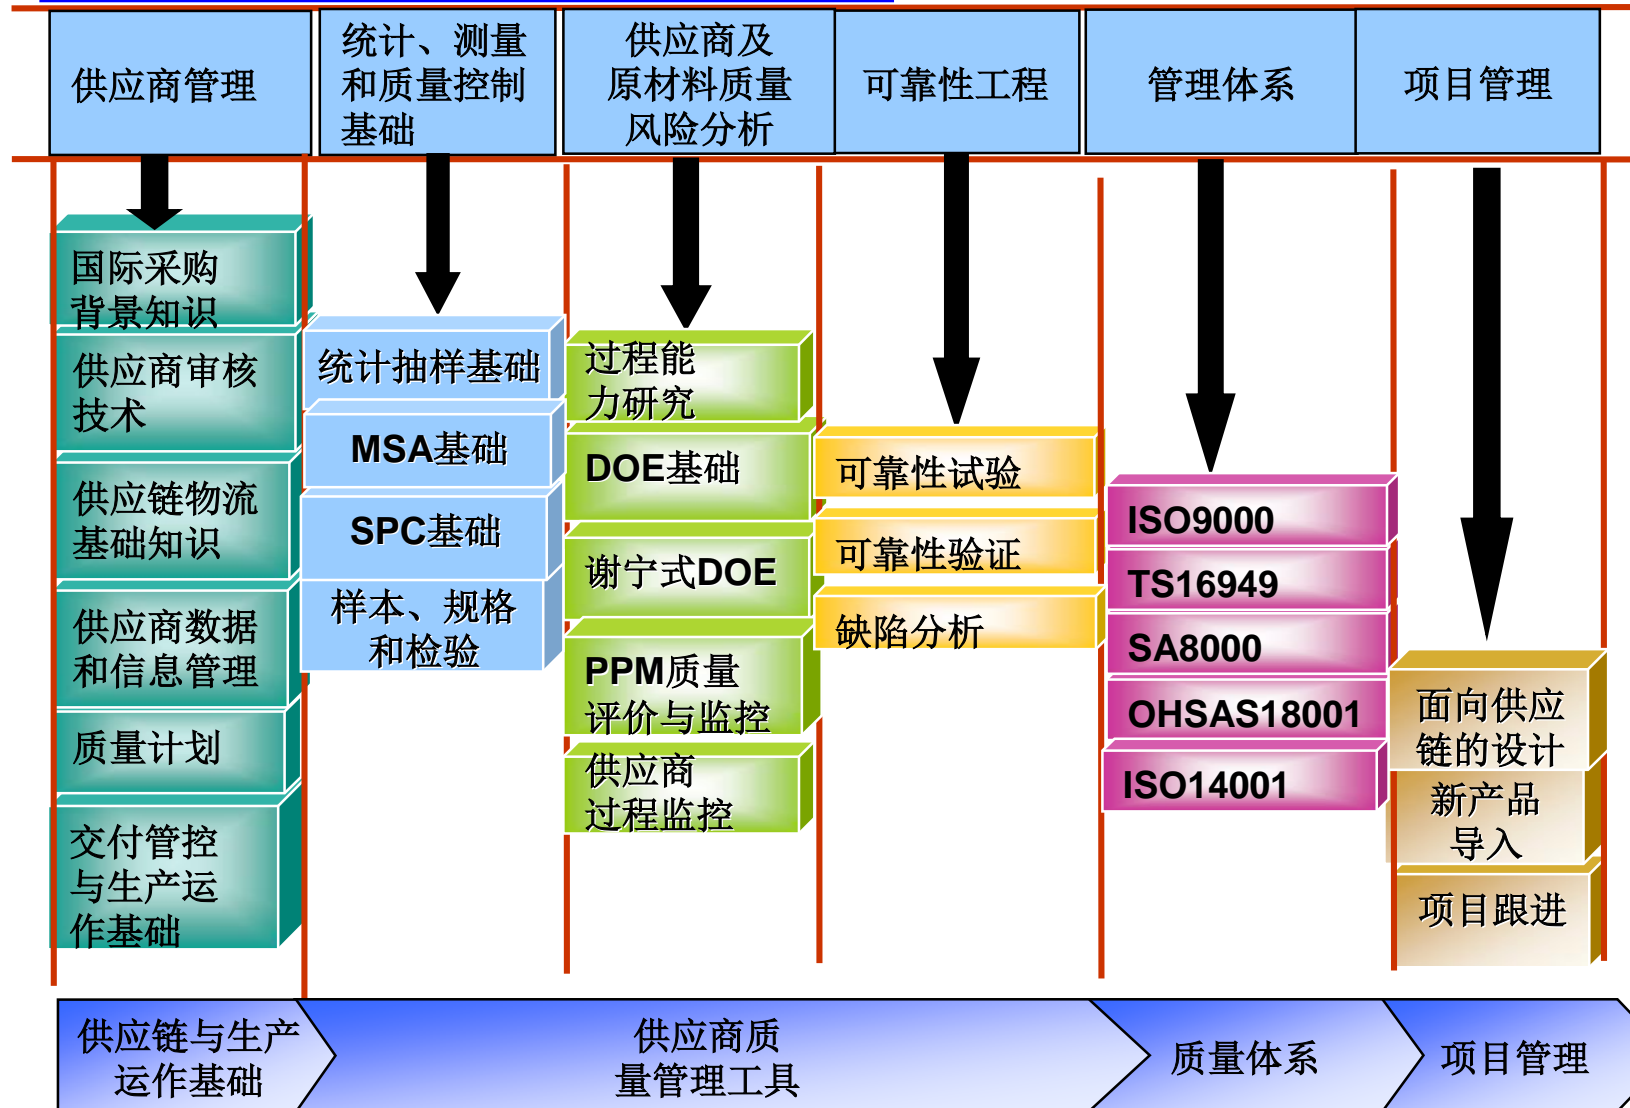 供应商管理
统计、测量
和质量控制
基础
供应商及
原材料质量
风险分析
可靠性工程
管理体系
项目管理
国际采购
背景知识
供应商审核
技术
供应链物流
基础知识
供应商数据
和信息管理
质量计划
交付管控
与生产运
作基础
统计抽样基础
MSA基础
SPC基础
样本、规格
和检验
过程能
力研究
DOE基础
谢宁式DOE
PPM质量
评价与监控
供应商
过程监控
可靠性试验
可靠性验证
缺陷分析
ISO9000
TS16949
SA8000
OHSAS18001
ISO14001
面向供应
链的设计
新产品
导入
项目跟进
供应链与生产
运作基础
供应商质
量管理工具
质量体系
项目管理